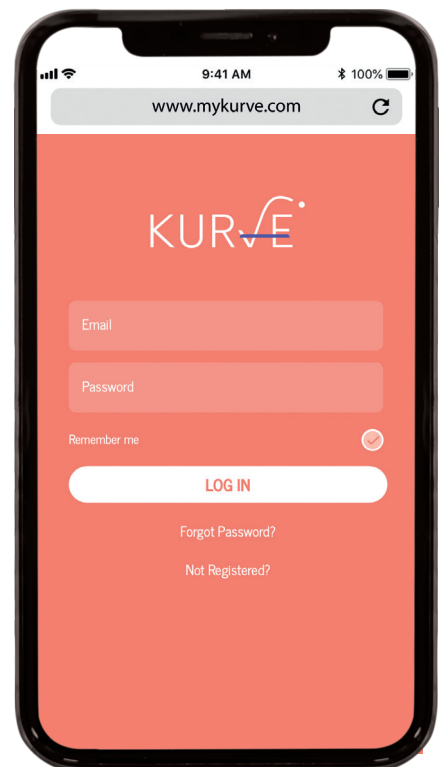 9:41 AM 100%
www.mykurve.com
KURVE
Email
Password
Remember me
LOG IN
Forgot Password?
Not Registered?